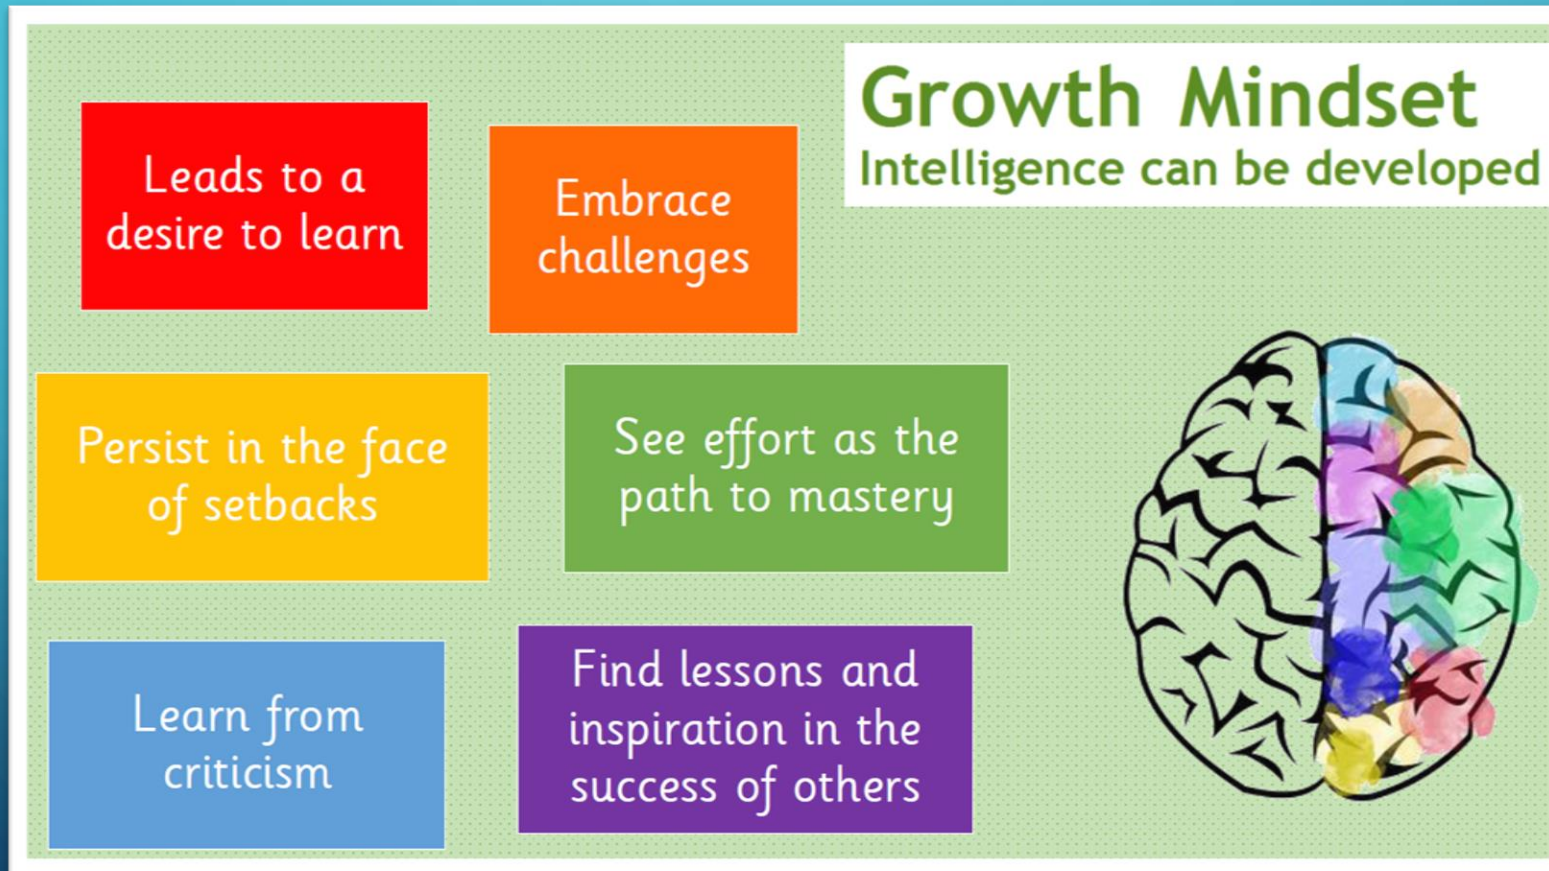 Growth Mindset
Intelligence can be developed
Leads to a
desire to learn
Embrace
challenges
Persist in the face
of setbacks
See effort as the
path to mastery
Learn from
criticism
Find lessons and
inspiration in the
success of others